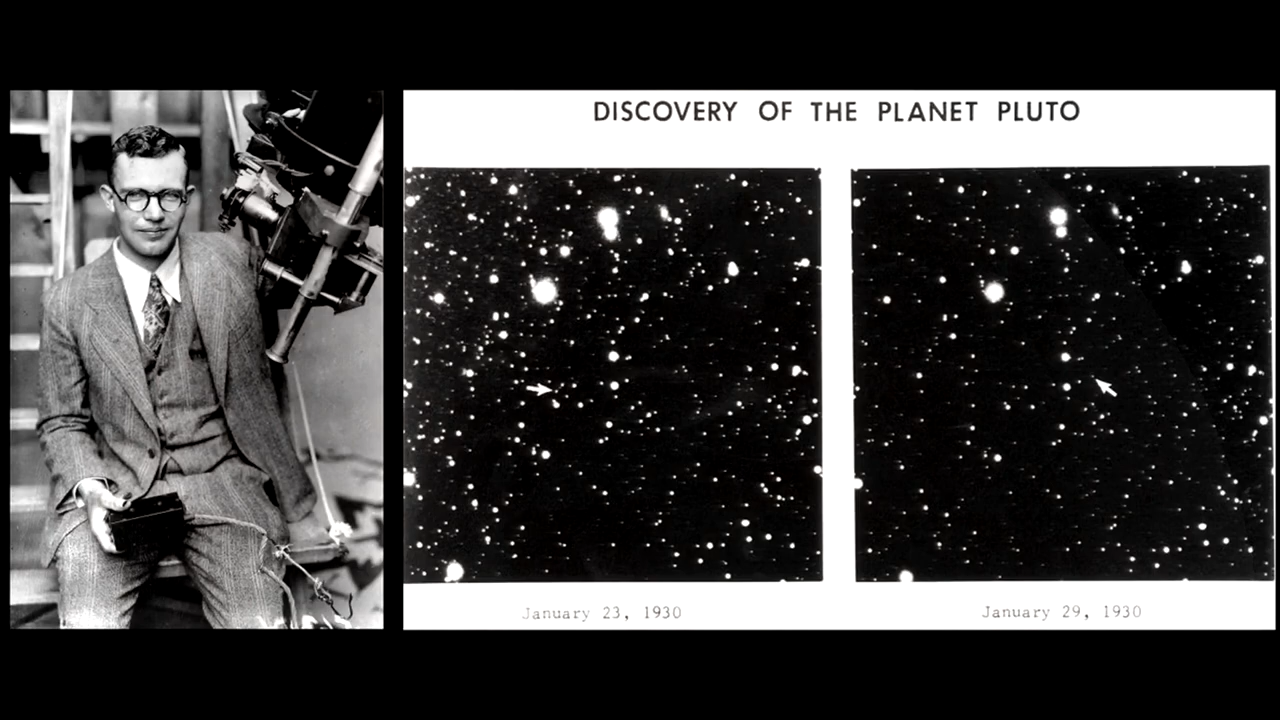 DISCOVERY OF THE PLANET PLUTO
January 23, 1930
January 29, 1930